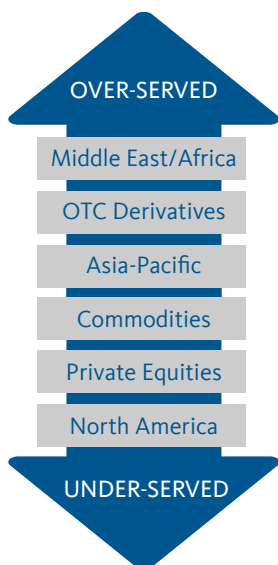 OVER-SERVED
Middle East/Africa
OTC Derivatives
Asia-Pacific
Commodities
Private Equities
North America
UNDER-SERVED